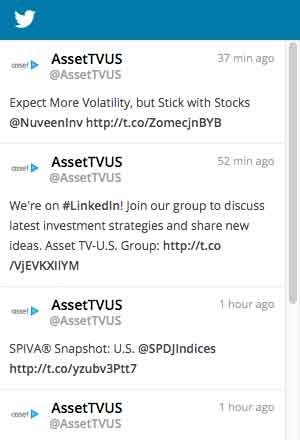 asset AssetTVUS 37 min ago
@AssetTVUS
Expect More Volatility, but Stick with Stocks
@NuveenInv http://t.co/ZomecjnBYB
asset AssetTVUS 52 min ago
@AssetTVUS
We're on #LinkedIn! Join our group to discuss
latest investment strategies and share new
ideas. Asset TV-U.S. Group: http://t.co
/VjEVKXIlYM
asset AssetTVUS 1 hour ago
@AssetTVUS
SPIVA® Snapshot: U.S. @SPDJIndices
http://t.co/yzubv3Ptt7
asset AssetTVUS 1 hour ago
@AssetTVUS